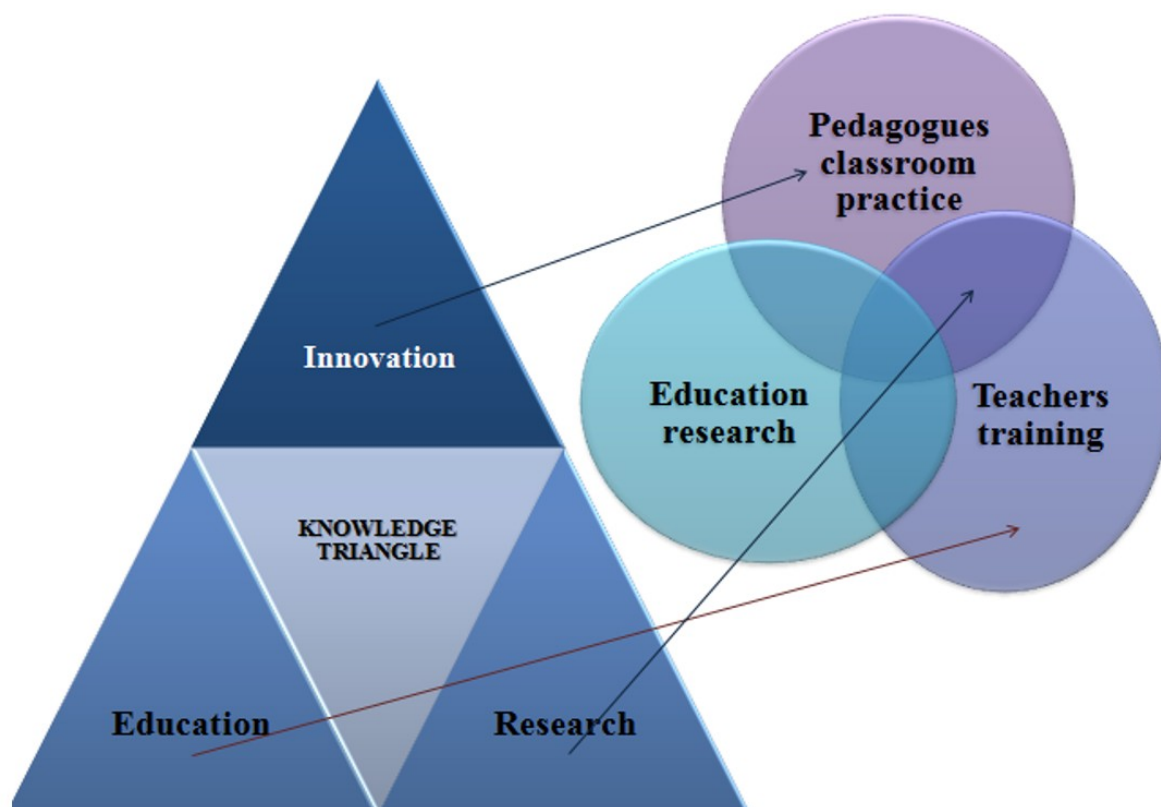 Pedagogues
classroom
practice
Innovation
Education
research
Teachers
training
KNOWLEDGE
TRIANGLE
Education
Research